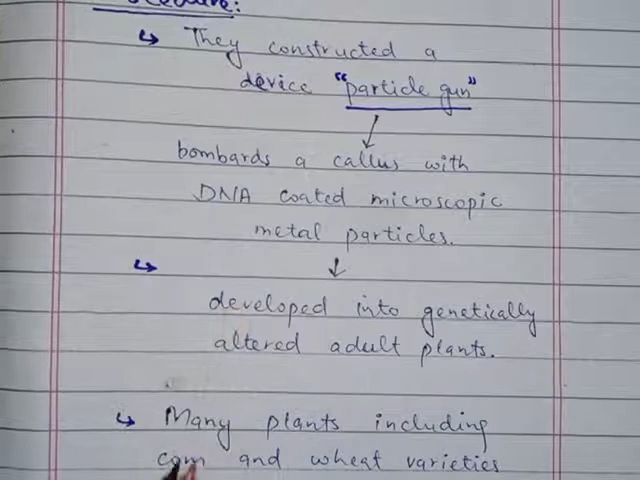 ↳ They constructed a
device "particle gun"
↓
bombards a callus with
DNA coated microscopic
metal particles.
↳ ↓
developed into genetically
altered adult plants.
↳ Many plants including
corn and wheat varieties